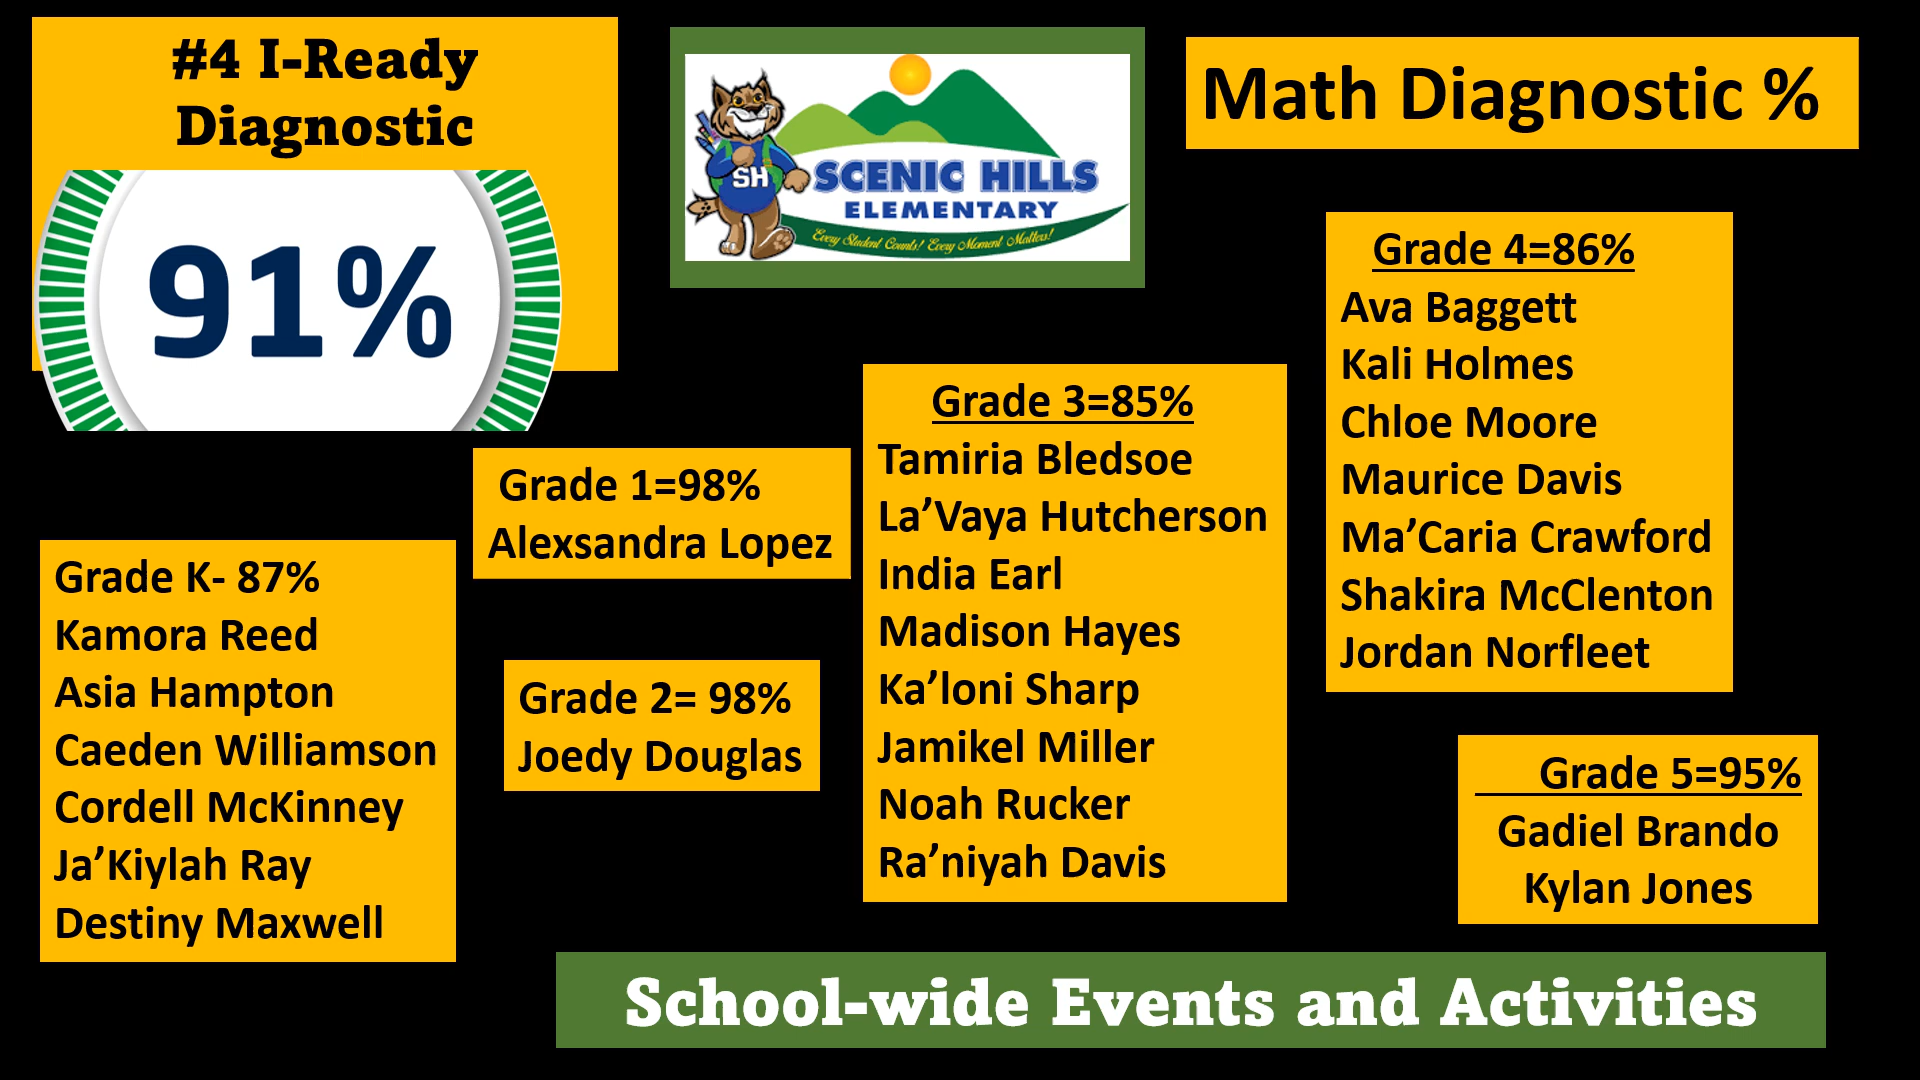 #4 I-Ready
Diagnostic
91%
SH
SCENIC HILLS
ELEMENTARY
Every Student Counts! Every Moment Matters!
Math Diagnostic %
Grade K- 87%
Kamora Reed
Asia Hampton
Caeden Williamson
Cordell McKinney
Ja’Kiylah Ray
Destiny Maxwell
Grade 1=98%
Alexsandra Lopez
Grade 2= 98%
Joedy Douglas
Grade 3=85%
Tamiria Bledsoe
La’Vaya Hutcherson
India Earl
Madison Hayes
Ka’loni Sharp
Jamikel Miller
Noah Rucker
Ra’niyah Davis
Grade 4=86%
Ava Baggett
Kali Holmes
Chloe Moore
Maurice Davis
Ma’Caria Crawford
Shakira McClenton
Jordan Norfleet
Grade 5=95%
Gadiel Brando
Kylan Jones
School-wide Events and Activities